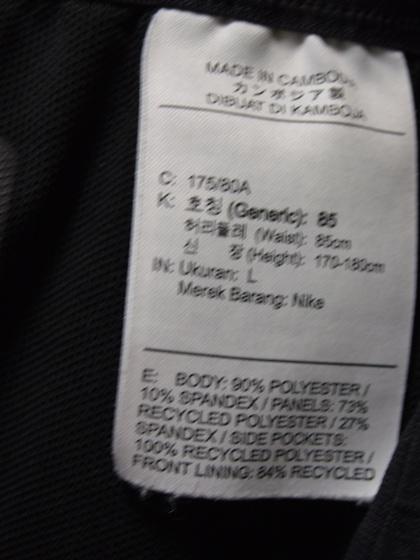 MADE IN CAMBODIA
カンボジア製
DIBUAT DI KAMBOJA
C: 175/80A
K: 호칭 (Generic): 85
허리둘레 (Waist): 85cm
신 장 (Height): 170-180cm
IN: Ukuran: L
Merek Barang: Nike
E: BODY: 90% POLYESTER /
10% SPANDEX / PANELS: 73%
RECYCLED POLYESTER / 27%
SPANDEX / SIDE POCKETS:
100% RECYCLED POLYESTER /
FRONT LINING: 84% RECYCLED